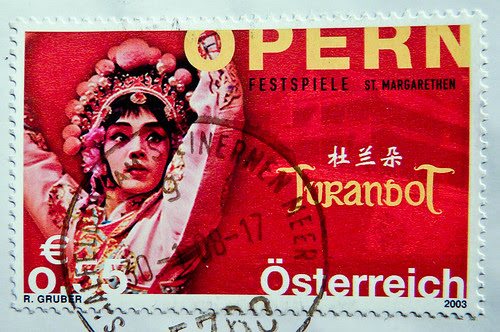 OPERN
FESTSPIELE ST. MARGARETHEN
杜兰朵
TURANDOT
€
0,55
Österreich
R. GRUBER
2003